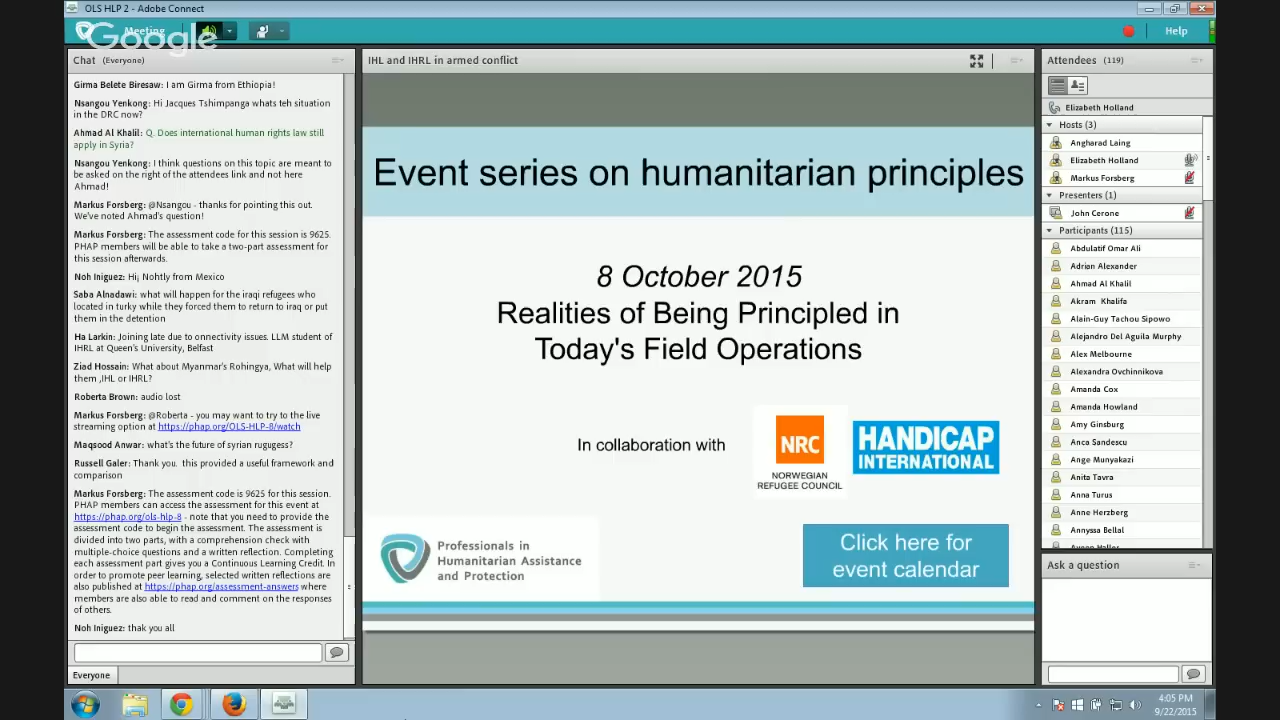 OLS HLP 2 - Adobe Connect
Meeting
Google
Help
Chat (Everyone)
Girma Belete Biresaw: I am Girma from Ethiopia!
Nsangou Yenkong: Hi Jacques Tshimpanga whats teh situation
in the DRC now?
Ahmad Al Khalil: Q. Does international human rights law still
apply in Syria?
Nsangou Yenkong: I think questions on this topic are meant to
be asked on the right of the attendees link and not here
Ahmad!
Markus Forsberg: @Nsangou - thanks for pointing this out.
We've noted Ahmad's question!
Markus Forsberg: The assessment code for this session is 9625.
PHAP members will be able to take a two-part assessment for
this session afterwards.
Noh Iniguez: Hi¡ Nohtly from Mexico
Saba Alnadawi: what will happen for the iraqi refugees who
located in turky while they forced them to return to iraq or put
them in the detention
Ha Larkin: Joining late due to onnectivity issues. LLM student of
IHRL at Queen's University, Belfast
Ziad Hossain: What about Myanmar's Rohingya, What will help
them ,IHL or IHRL?
Roberta Brown: audio lost
Markus Forsberg: @Roberta - you may want to try to the live
streaming option at https://phap.org/OLS-HLP-8/watch
Maqsood Anwar: what's the future of syrian rugugess?
Russell Galer: Thank you. this provided a useful framework and
comparison
Markus Forsberg: The assessment code is 9625 for this session.
PHAP members can access the assessment for this event at
https://phap.org/ols-hlp-8 - note that you need to provide the
assessment code to begin the assessment. The assessment is
divided into two parts, with a comprehension check with
multiple-choice questions and a written reflection. Completing
each assessment part gives you a Continuous Learning Credit. In
order to promote peer learning, selected written reflections are
also published at https://phap.org/assessment-answers where
members are also able to read and comment on the responses
of others.
Noh Iniguez: thak you all
Everyone
IHL and IHRL in armed conflict
Event series on humanitarian principles
8 October 2015
Realities of Being Principled in
Today's Field Operations
In collaboration with
NRC
NORWEGIAN
REFUGEE COUNCIL
HANDICAP
INTERNATIONAL
Professionals in
Humanitarian Assistance
and Protection
Click here for
event calendar
Attendees (119)
Elizabeth Holland
Hosts (3)
Angharad Laing
Elizabeth Holland
Markus Forsberg
Presenters (1)
John Cerone
Participants (115)
Abdulatif Omar Ali
Adrian Alexander
Ahmad Al Khalil
Akram Khalifa
Alain-Guy Tachou Sipowo
Alejandro Del Aguila Murphy
Alex Melbourne
Alexandra Ovchinnikova
Amanda Cox
Amanda Howland
Amy Ginsburg
Anca Sandescu
Ange Munyakazi
Anita Tavra
Anna Turus
Anne Herzberg
Annyssa Bellal
Ask a question
4:05 PM
9/22/2015